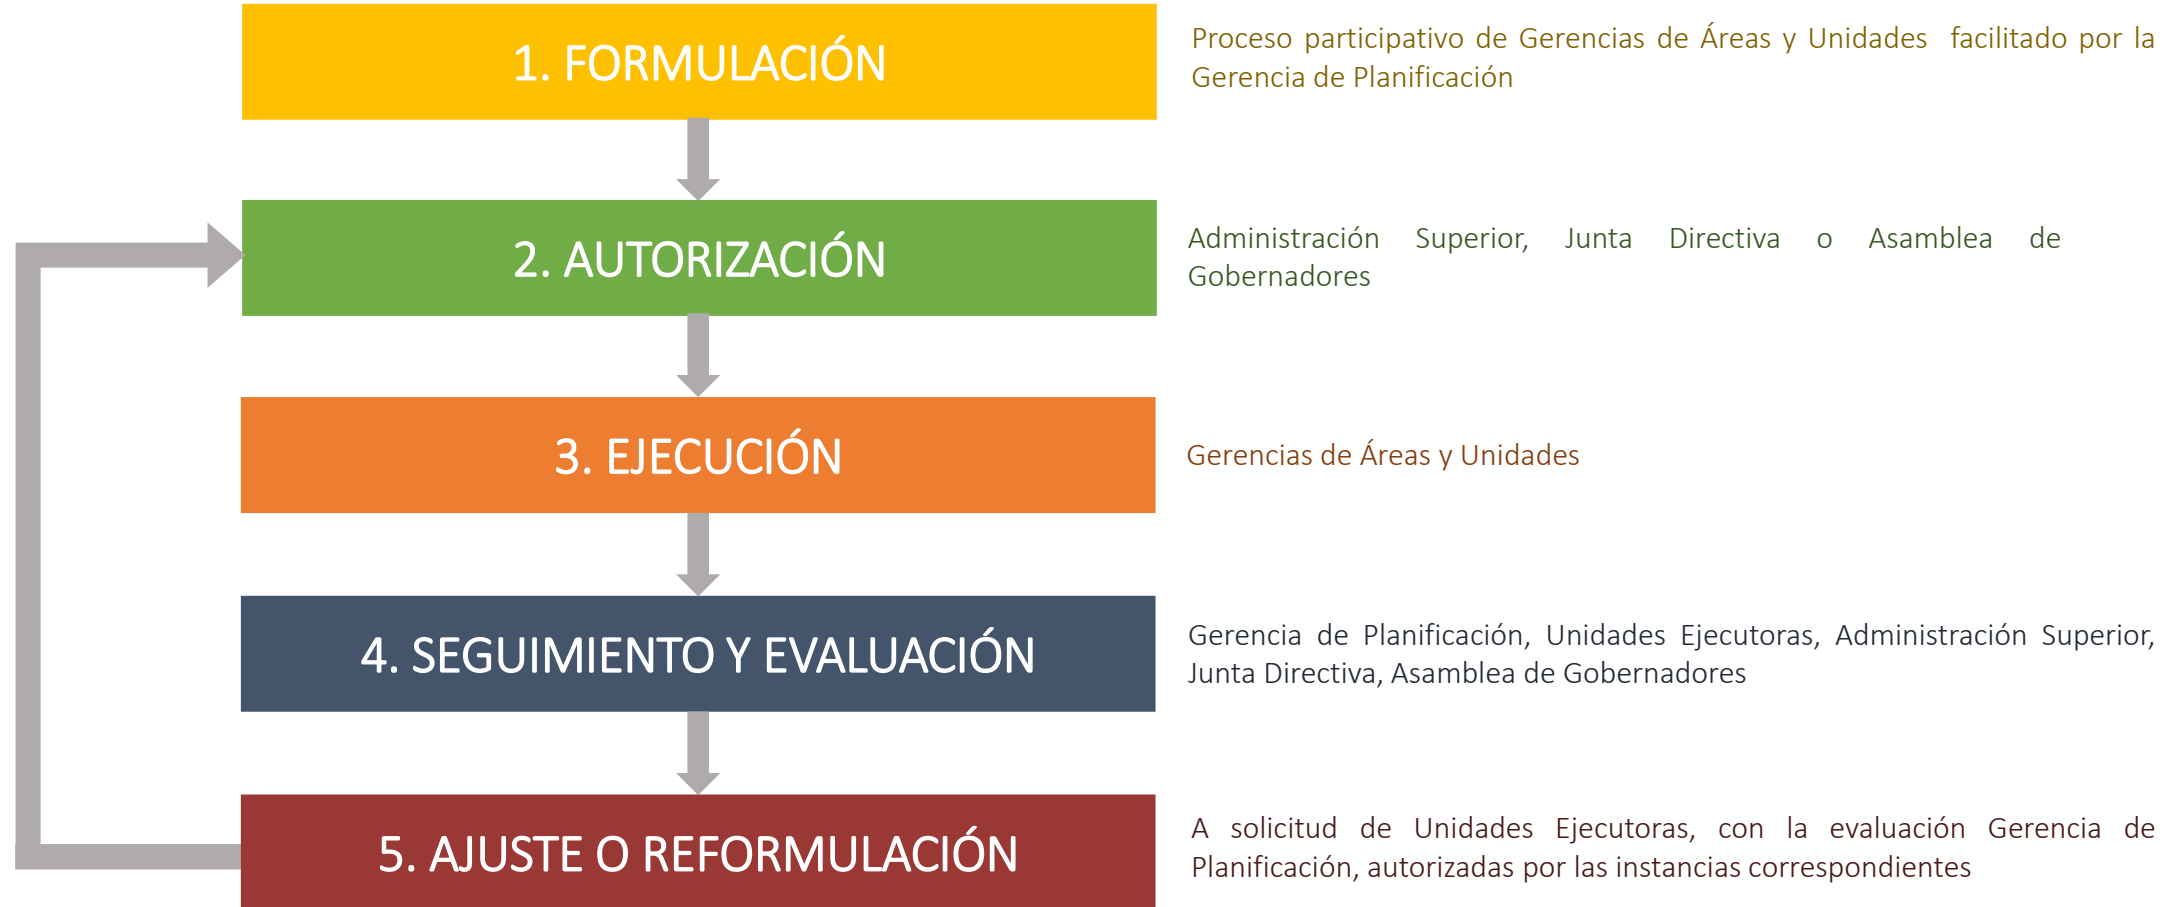 1. FORMULACIÓN
Proceso participativo de Gerencias de Áreas y Unidades facilitado por la
Gerencia de Planificación
2. AUTORIZACIÓN
Administración Superior, Junta Directiva o Asamblea de
Gobernadores
3. EJECUCIÓN
Gerencias de Áreas y Unidades
4. SEGUIMIENTO Y EVALUACIÓN
Gerencia de Planificación, Unidades Ejecutoras, Administración Superior,
Junta Directiva, Asamblea de Gobernadores
5. AJUSTE O REFORMULACIÓN
A solicitud de Unidades Ejecutoras, con la evaluación Gerencia de
Planificación, autorizadas por las instancias correspondientes